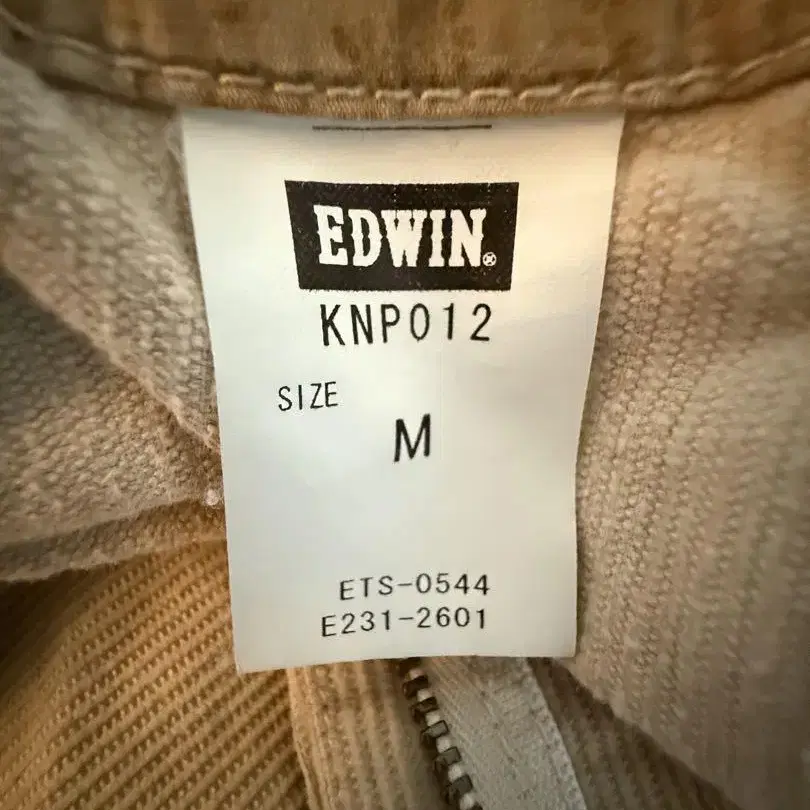 EDWIN®
KNP012
SIZE
M
ETS-0544
E231-2601